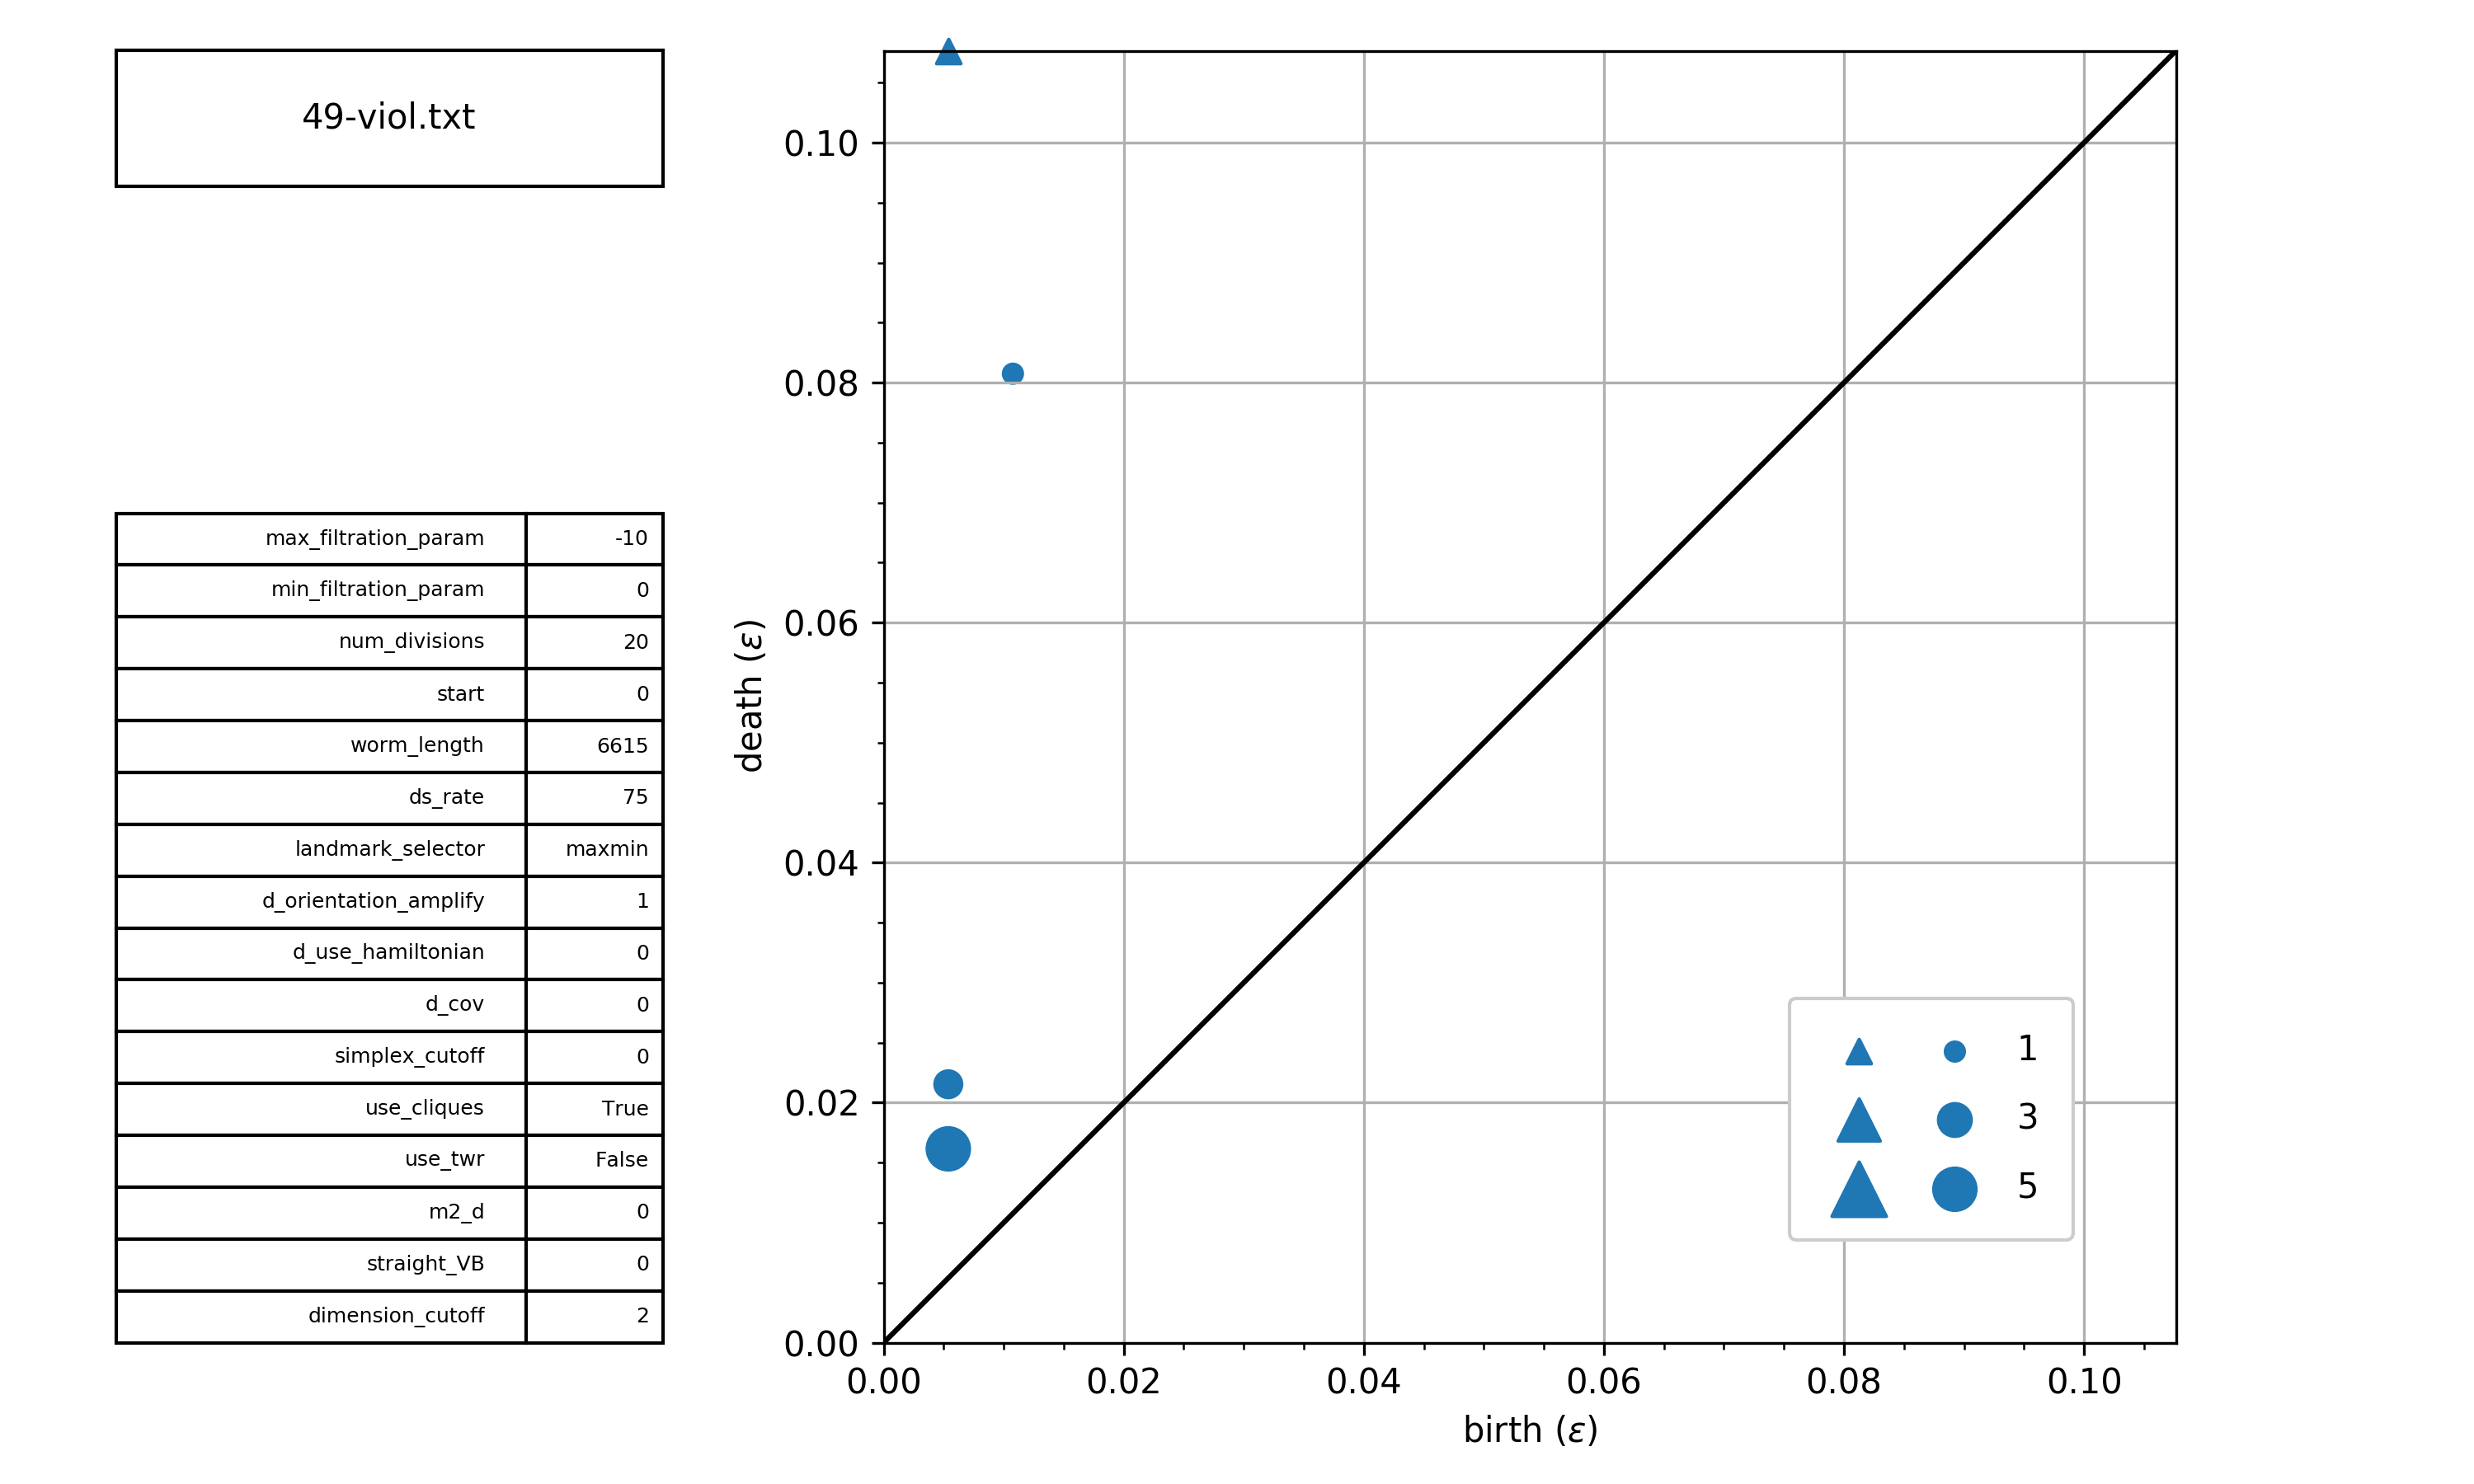 49-viol.txt
max_filtration_param -10
min_filtration_param 0
num_divisions 20
start 0
worm_length 6615
ds_rate 75
landmark_selector maxmin
d_orientation_amplify 1
d_use_hamiltonian 0
d_cov 0
simplex_cutoff 0
use_cliques True
use_twr False
m2_d 0
straight_VB 0
dimension_cutoff 2
death (ε)
0.10
0.08
0.06
0.04
0.02
0.00
0.00 0.02 0.04 0.06 0.08 0.10
birth (ε)
1
3
5